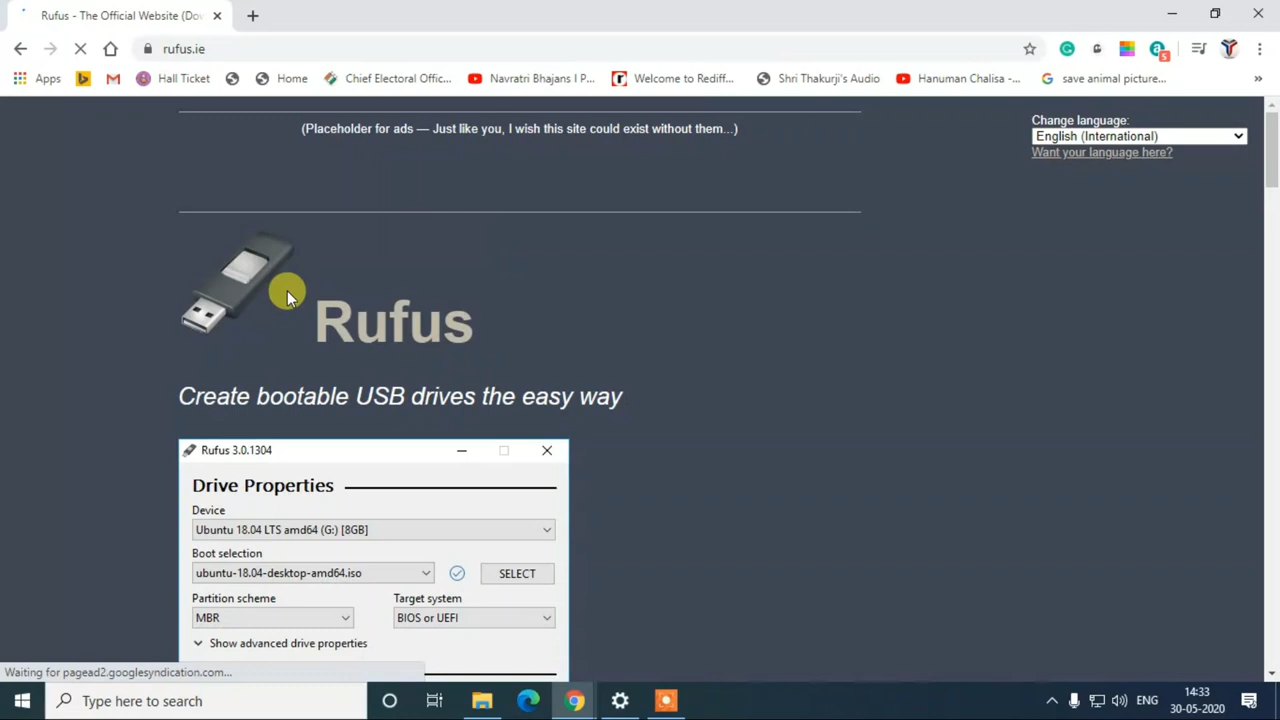 Rufus - The Official Website (Dov
rufus.ie
5
Apps
Hall Ticket
Home
Chief Electoral Offic...
Navratri Bhajans I P...
Welcome to Rediff...
Shri Thakurji's Audio
Hanuman Chalisa -...
save animal picture...
»
(Placeholder for ads — Just like you, I wish this site could exist without them...)
Change language:
English (International)
Want your language here?
Rufus
Create bootable USB drives the easy way
Rufus 3.0.1304
Drive Properties
Device
Ubuntu 18.04 LTS amd64 (G:) [8GB]
Boot selection
ubuntu-18.04-desktop-amd64.iso
SELECT
Partition scheme
Target system
MBR
BIOS or UEFI
Show advanced drive properties
Waiting for pagead2.googlesyndication.com...
Type here to search
ENG
14:33
30-05-2020